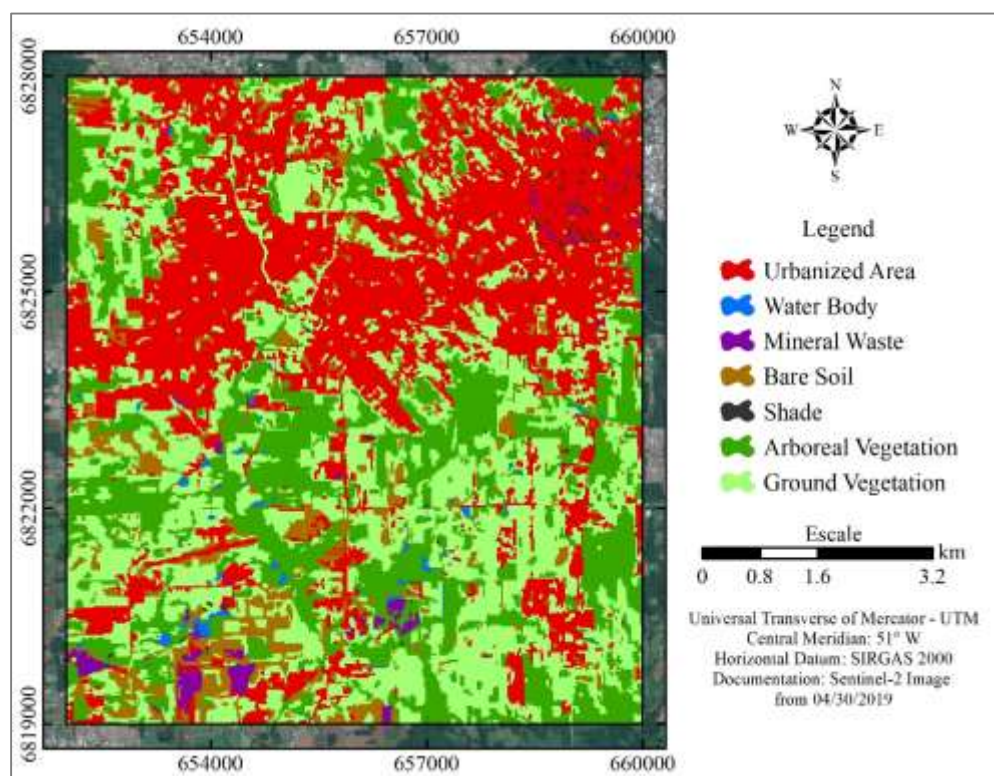 654000 657000 660000
6828000
6825000
6822000
6819000
654000 657000 660000
N
W E
S
Legend
Urbanized Area
Water Body
Mineral Waste
Bare Soil
Shade
Arboreal Vegetation
Ground Vegetation
Escale
km
0 0.8 1.6 3.2
Universal Transverse of Mercator - UTM
Central Meridian: 51° W
Horizontal Datum: SIRGAS 2000
Documentation: Sentinel-2 Image
from 04/30/2019